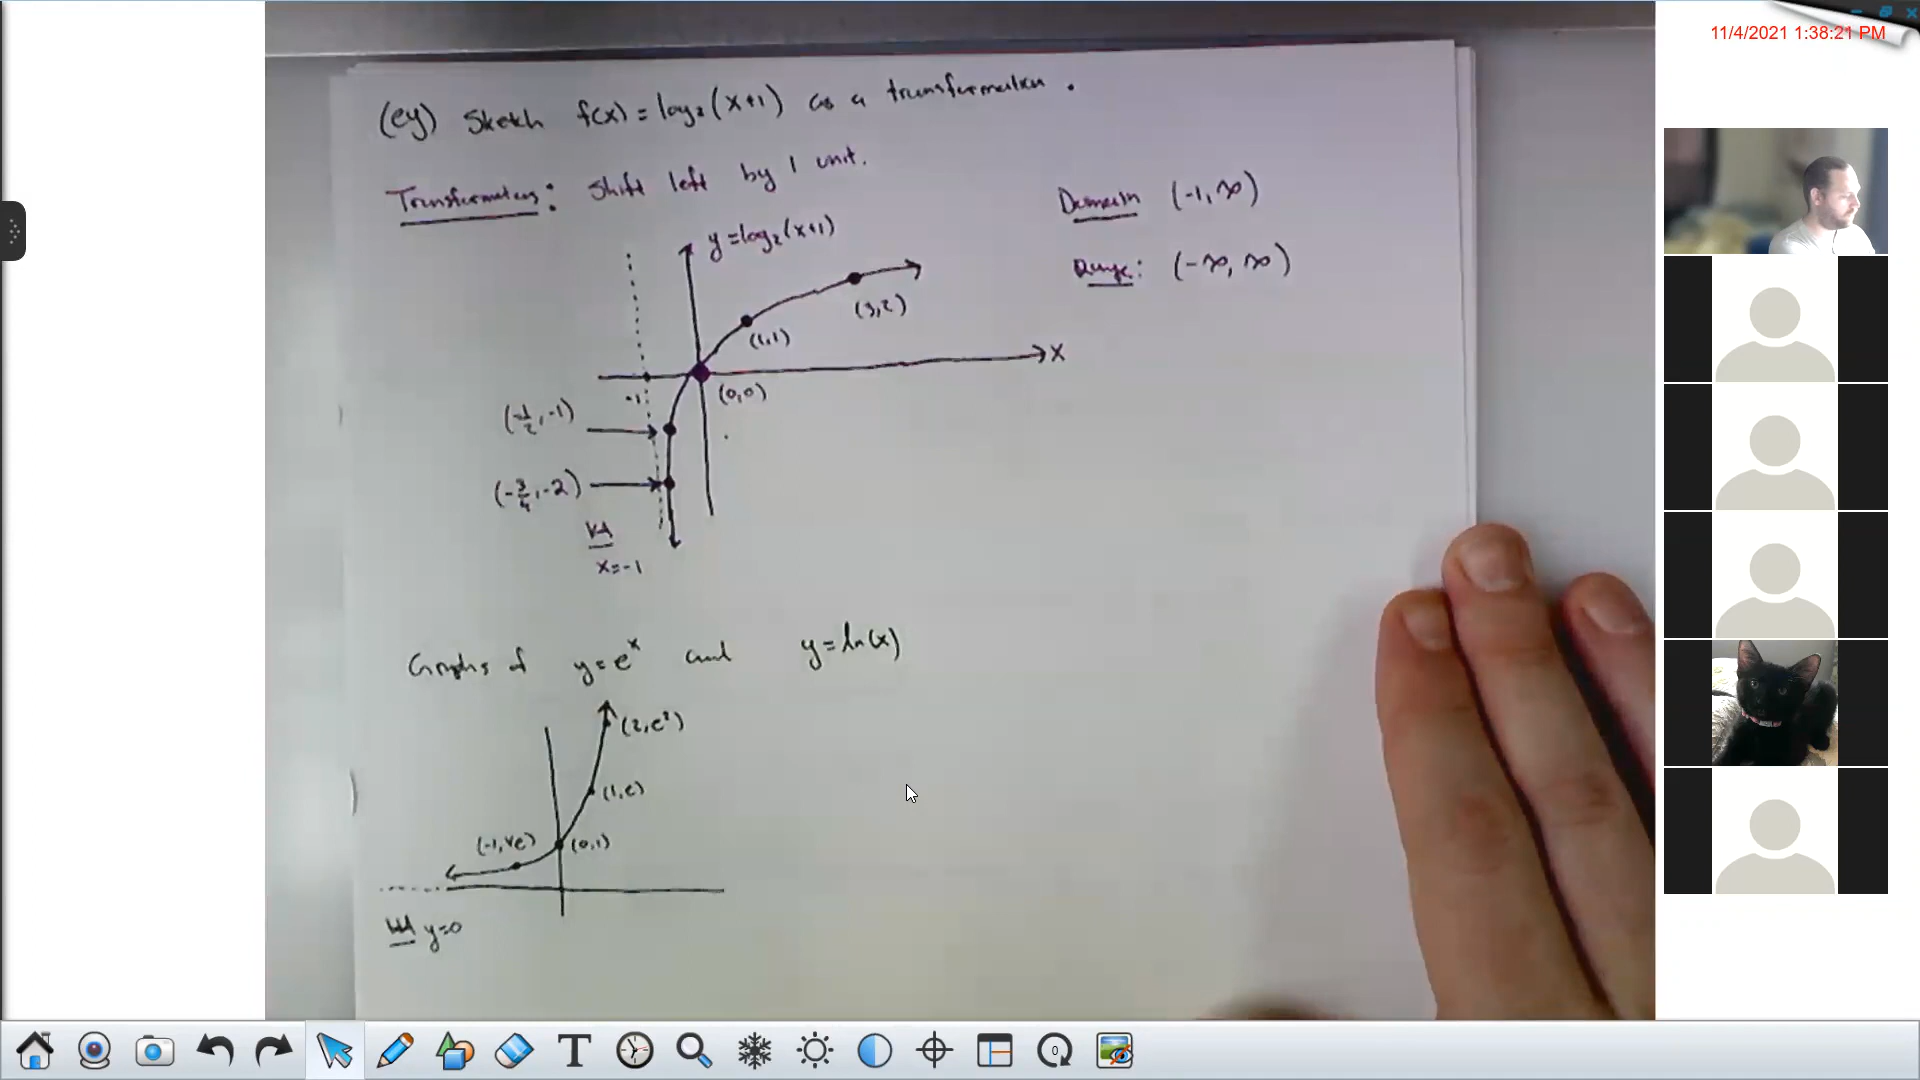 11/4/2021 1:38:21 PM
(eg) Sketch f(x) = log₂(x+1) as a transformation.
Transformations: Shift left by 1 unit.
Domain (-1, ∞)
Range: (-∞, ∞)
y = log₂(x+1)
(3,2)
(1,1)
X
-1
(0,0)
(-1/2, -1)
(-3/4, -2)
VA
x=-1
Graphs of y = eˣ and y = ln(x)
(2, e²)
(1, e)
(-1, 1/e)
(0,1)
HA y=0
T
0